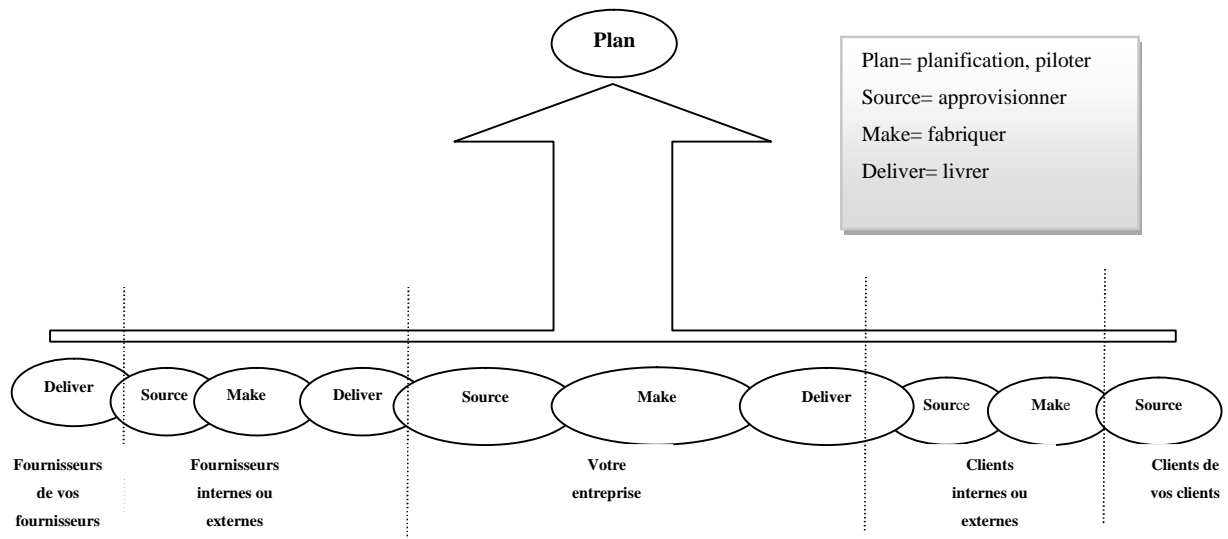 Plan
Plan= planification, piloter
Source= approvisionner
Make= fabriquer
Deliver= livrer
Deliver
Source
Make
Deliver
Source
Make
Deliver
Source
Make
Source
Fournisseurs
de vos
fournisseurs
Fournisseurs
internes ou
externes
Votre
entreprise
Clients
internes ou
externes
Clients de
vos clients